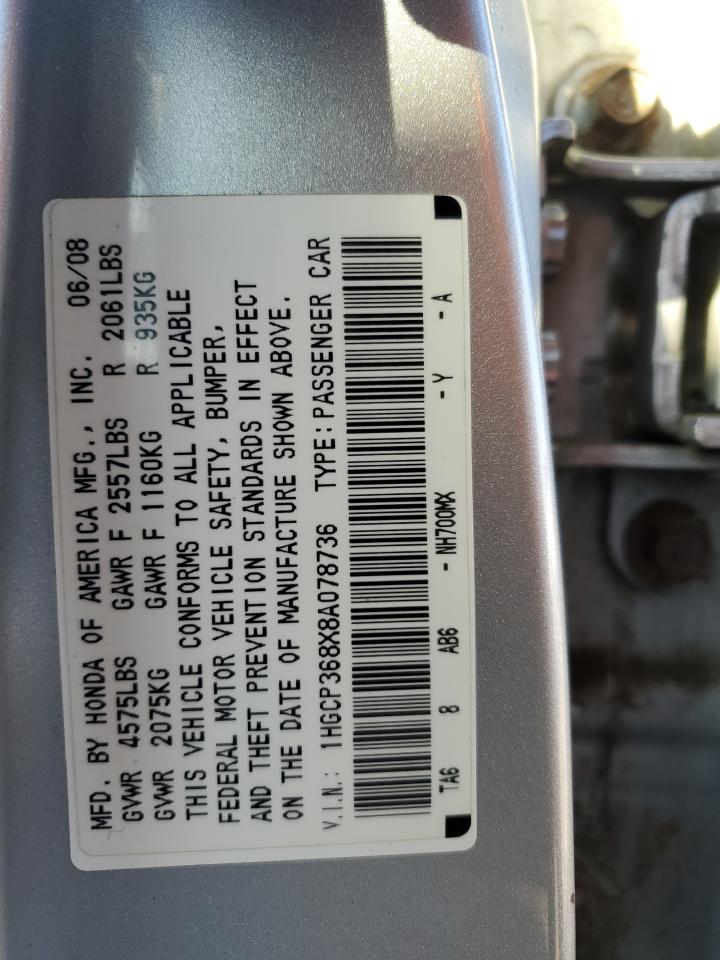 MFD. BY HONDA OF AMERICA MFG., INC. 06/08
GVWR 4575LBS GAWR F 2557LBS R 2061LBS
GVWR 2075KG GAWR F 1160KG R 935KG
THIS VEHICLE CONFORMS TO ALL APPLICABLE
FEDERAL MOTOR VEHICLE SAFETY, BUMPER,
AND THEFT PREVENTION STANDARDS IN EFFECT
ON THE DATE OF MANUFACTURE SHOWN ABOVE.
V.I.N.: 1HGCP368X8A078736 TYPE: PASSENGER CAR
TA6 8 AB6 - NH700MX - Y - A